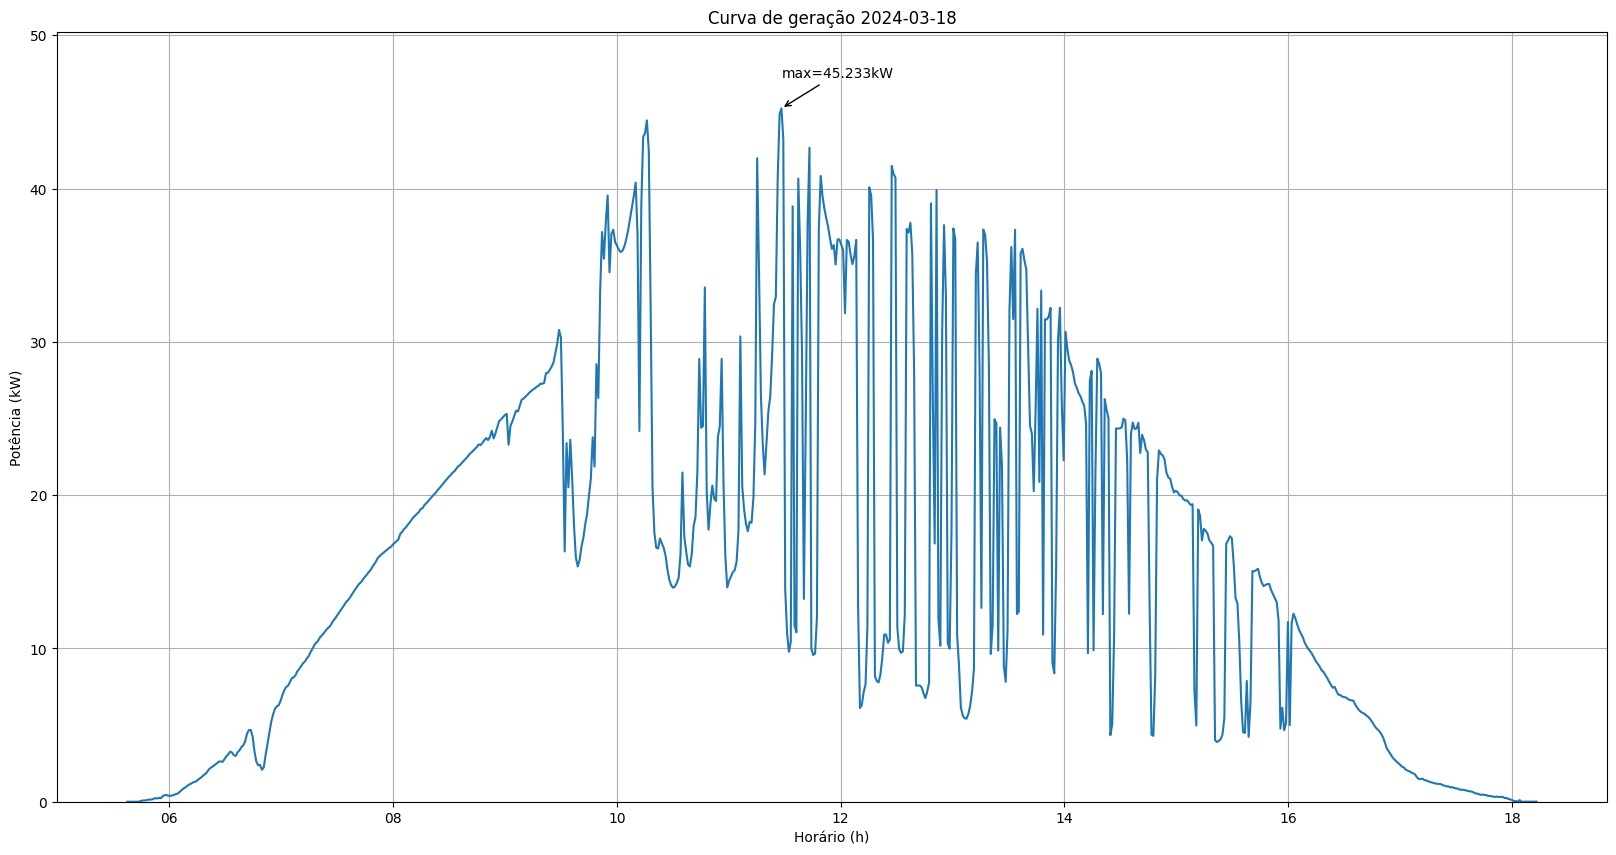 Curva de geração 2024-03-18
50
max=45.233kW
40
30
Potência (kW)
20
10
0
06 08 10 12 14 16 18
Horário (h)